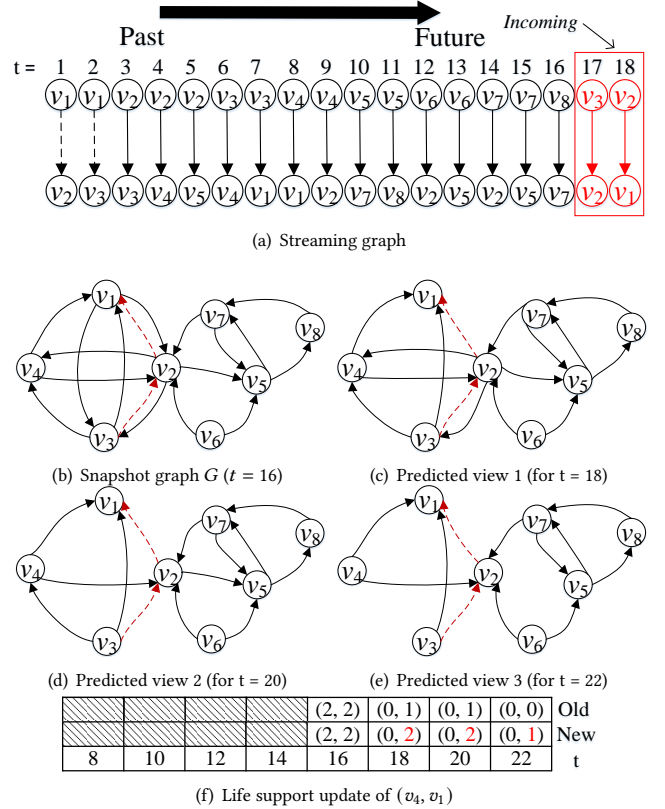 Incoming
Past Future
t = 1 2 3 4 5 6 7 8 9 10 11 12 13 14 15 16 17 18
v1 v1 v2 v2 v2 v3 v3 v4 v4 v5 v5 v6 v6 v7 v7 v8 v3 v2
v2 v3 v3 v4 v5 v4 v1 v1 v2 v7 v8 v2 v5 v2 v5 v7 v2 v1
(a) Streaming graph
v1 v7 v8 v4 v2 v5 v3 v6
v1 v7 v8 v4 v2 v5 v3 v6
(b) Snapshot graph G (t = 16) (c) Predicted view 1 (for t = 18)
v1 v7 v8 v4 v2 v5 v3 v6
v1 v7 v8 v4 v2 v5 v3 v6
(d) Predicted view 2 (for t = 20) (e) Predicted view 3 (for t = 22)
(2, 2) (0, 1) (0, 1) (0, 0) Old
(2, 2) (0, 2) (0, 2) (0, 1) New
8 10 12 14 16 18 20 22 t
(f) Life support update of (v4, v1)